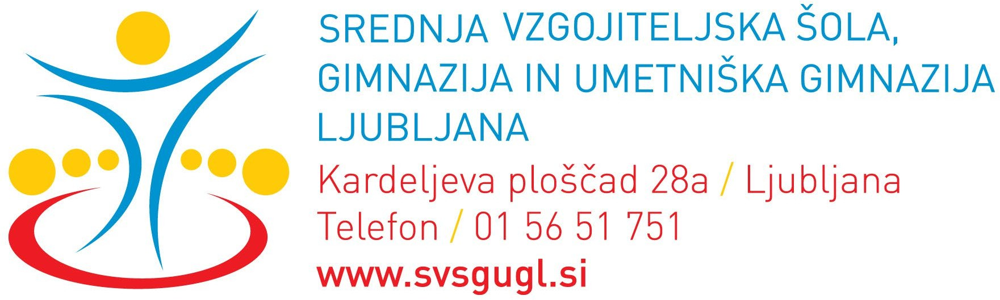 SREDNJA VZGOJITELJSKA ŠOLA,
GIMNAZIJA IN UMETNIŠKA GIMNAZIJA
LJUBLJANA
Kardeljeva ploščad 28a / Ljubljana
Telefon / 01 56 51 751
www.svsgugl.si